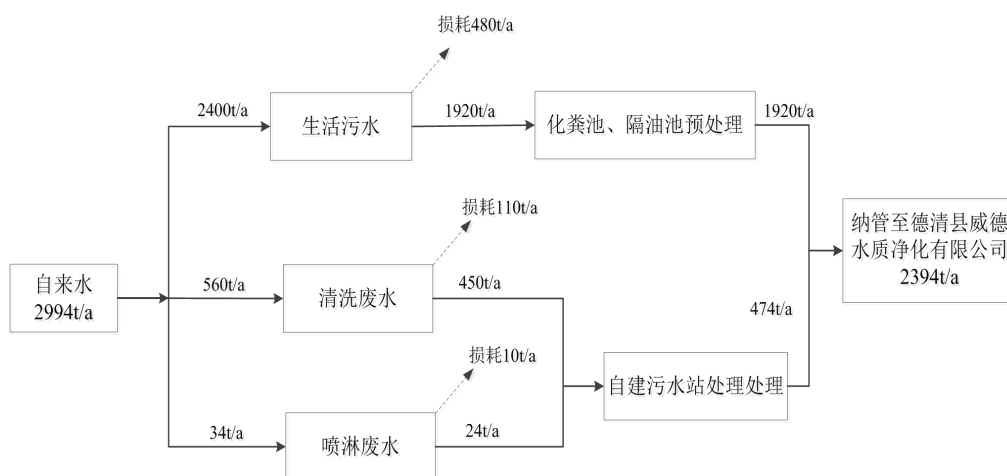 损耗480t/a
2400t/a
生活污水
1920t/a
化粪池、隔油池预处理
1920t/a
损耗110t/a
纳管至德清县威德
水质净化有限公司
2394t/a
自来水
2994t/a
560t/a
清洗废水
450t/a
474t/a
损耗10t/a
自建污水站处理处理
34t/a
喷淋废水
24t/a